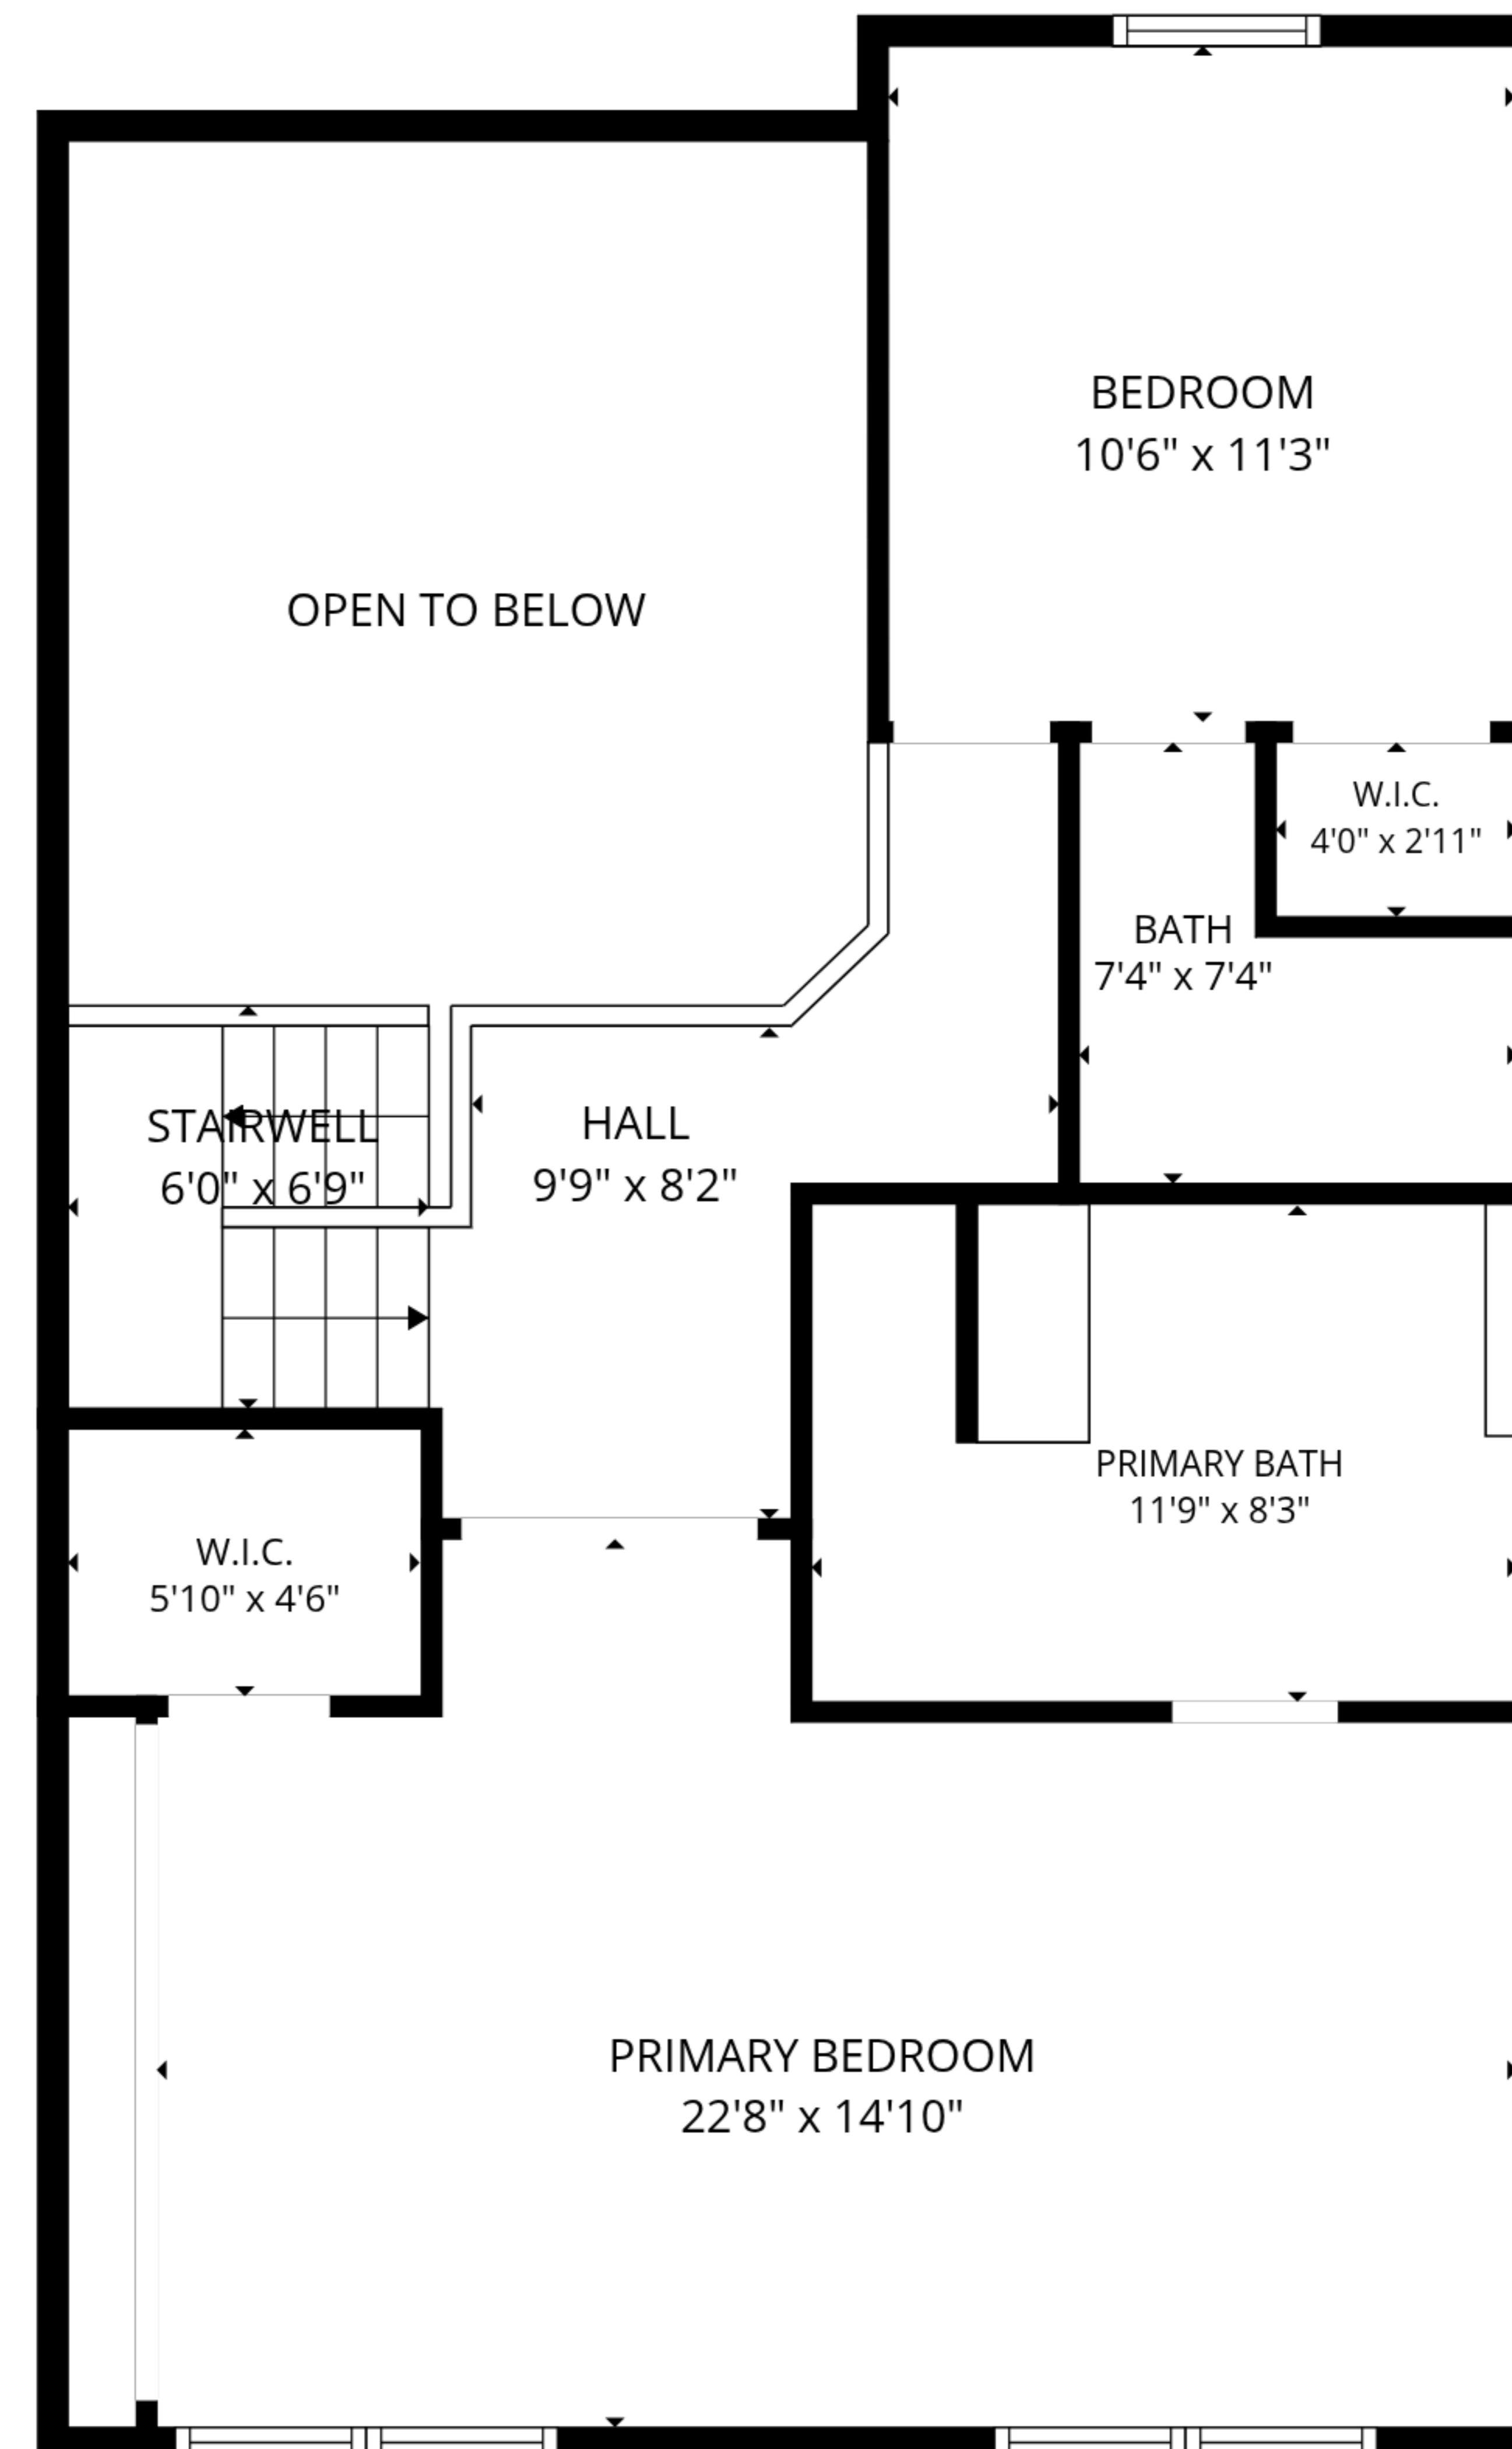 BEDROOM
10'6" x 11'3"
OPEN TO BELOW
W.I.C.
4'0" x 2'11"
BATH
7'4" x 7'4"
STAIRWELL
6'0" x 6'9"
HALL
9'9" x 8'2"
PRIMARY BATH
11'9" x 8'3"
W.I.C.
5'10" x 4'6"
PRIMARY BEDROOM
22'8" x 14'10"